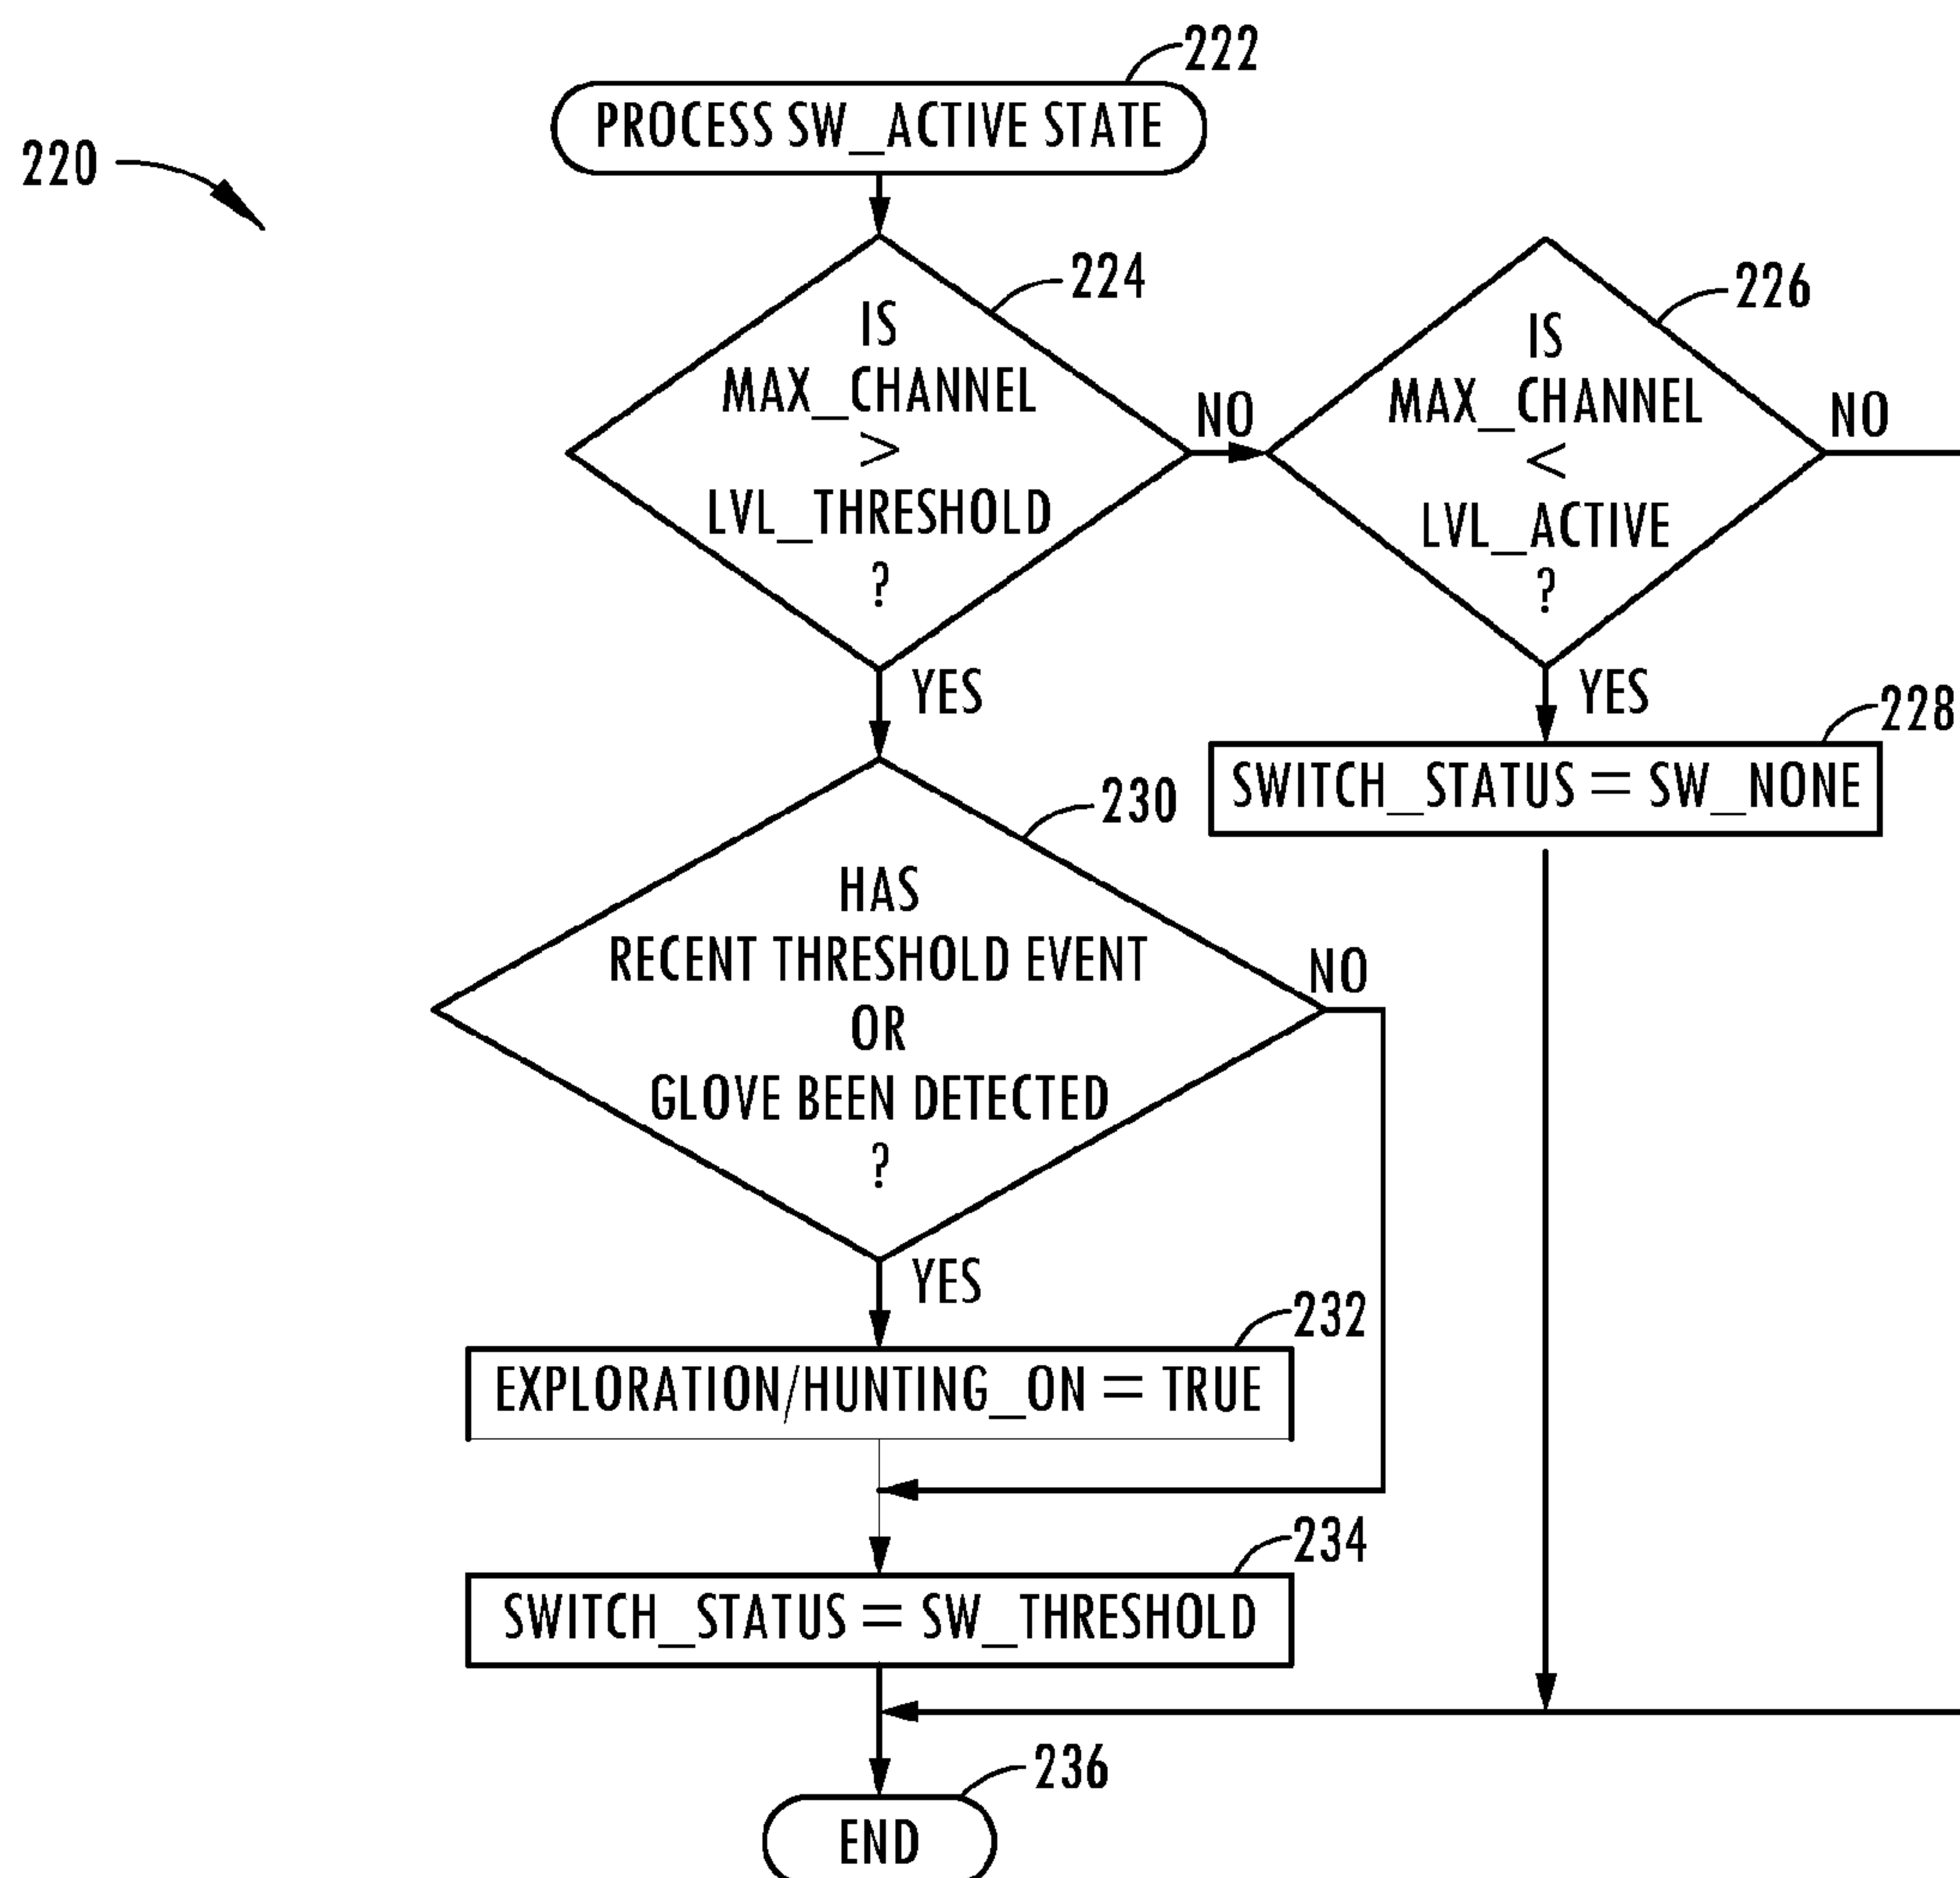 222
PROCESS SW_ACTIVE STATE
220
224
IS
MAX_CHANNEL
>
LVL_THRESHOLD
?
NO
226
IS
MAX_CHANNEL
<
LVL_ACTIVE
?
NO
YES
YES
228
SWITCH_STATUS = SW_NONE
230
HAS
RECENT THRESHOLD EVENT
OR
GLOVE BEEN DETECTED
?
NO
YES
232
EXPLORATION/HUNTING_ON = TRUE
234
SWITCH_STATUS = SW_THRESHOLD
236
END